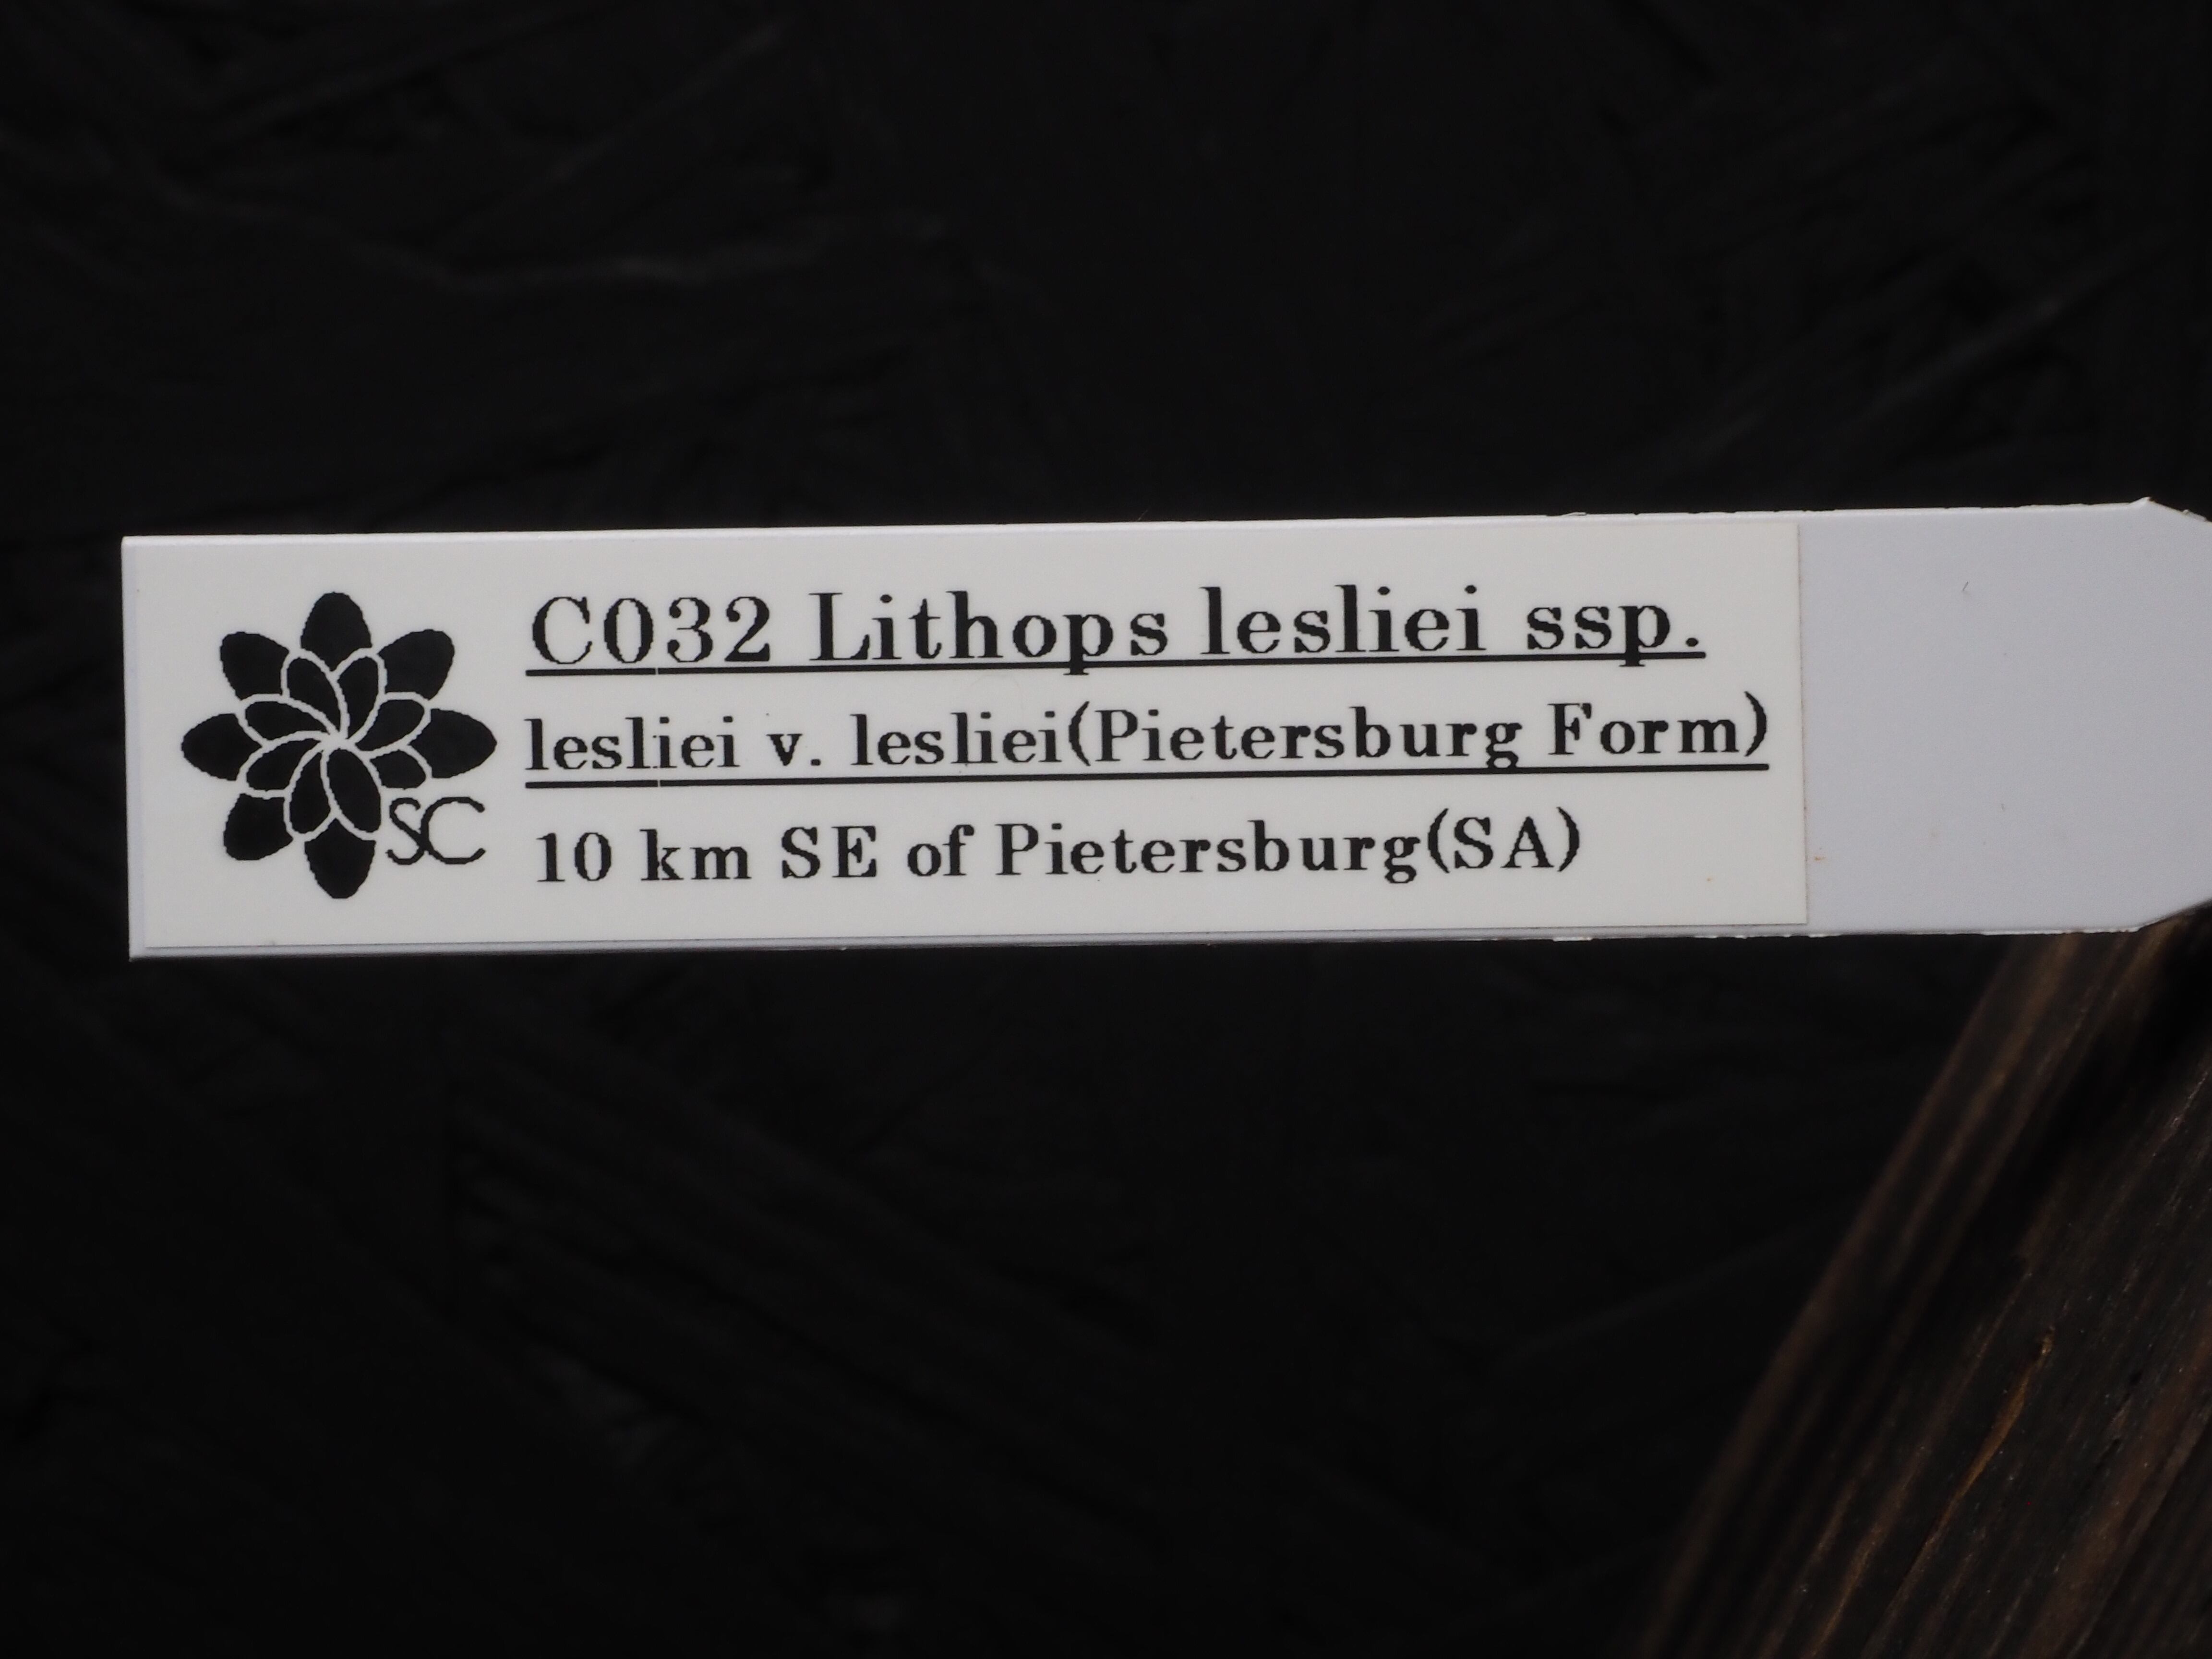 C032 Lithops lesliei ssp.
lesliei v. lesliei(Pietersburg Form)
10 km SE of Pietersburg(SA)
SC